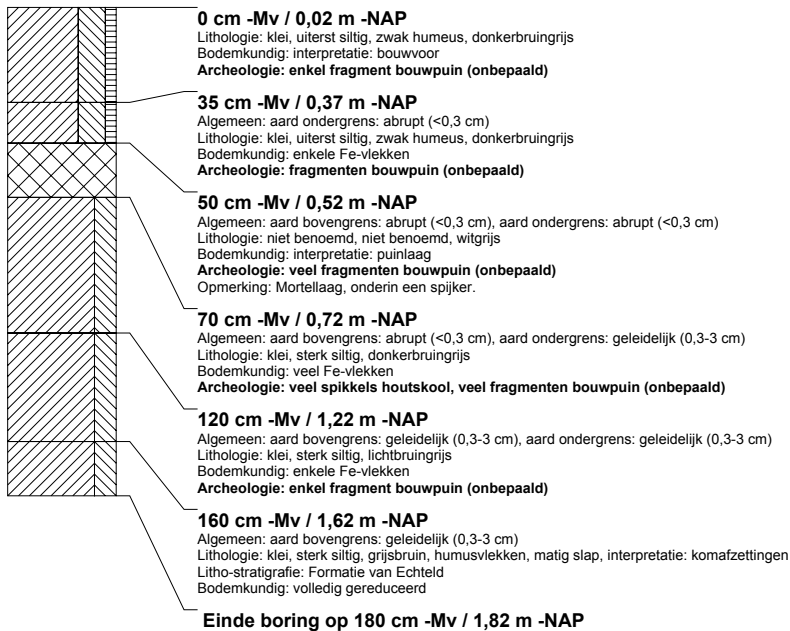 0 cm -Mv / 0,02 m -NAP
Lithologie: klei, uiterst siltig, zwak humeus, donkerbruingrijs
Bodemkundig: interpretatie: bouwvoor
Archeologie: enkel fragment bouwpuin (onbepaald)
35 cm -Mv / 0,37 m -NAP
Algemeen: aard ondergrens: abrupt (<0,3 cm)
Lithologie: klei, uiterst siltig, zwak humeus, donkerbruingrijs
Bodemkundig: enkele Fe-vlekken
Archeologie: fragmenten bouwpuin (onbepaald)
50 cm -Mv / 0,52 m -NAP
Algemeen: aard bovengrens: abrupt (<0,3 cm), aard ondergrens: abrupt (<0,3 cm)
Lithologie: niet benoemd, niet benoemd, witgrijs
Bodemkundig: interpretatie: puinlaag
Archeologie: veel fragmenten bouwpuin (onbepaald)
Opmerking: Mortellaag, onderin een spijker.
70 cm -Mv / 0,72 m -NAP
Algemeen: aard bovengrens: abrupt (<0,3 cm), aard ondergrens: geleidelijk (0,3-3 cm)
Lithologie: klei, sterk siltig, donkerbruingrijs
Bodemkundig: veel Fe-vlekken
Archeologie: veel spikkels houtskool, veel fragmenten bouwpuin (onbepaald)
120 cm -Mv / 1,22 m -NAP
Algemeen: aard bovengrens: geleidelijk (0,3-3 cm), aard ondergrens: geleidelijk (0,3-3 cm)
Lithologie: klei, sterk siltig, lichtbruingrijs
Bodemkundig: enkele Fe-vlekken
Archeologie: enkel fragment bouwpuin (onbepaald)
160 cm -Mv / 1,62 m -NAP
Algemeen: aard bovengrens: geleidelijk (0,3-3 cm)
Lithologie: klei, sterk siltig, grijsbruin, humusvlekken, matig slap, interpretatie: komafzettingen
Litho-stratigrafie: Formatie van Echteld
Bodemkundig: volledig gereduceerd
Einde boring op 180 cm -Mv / 1,82 m -NAP